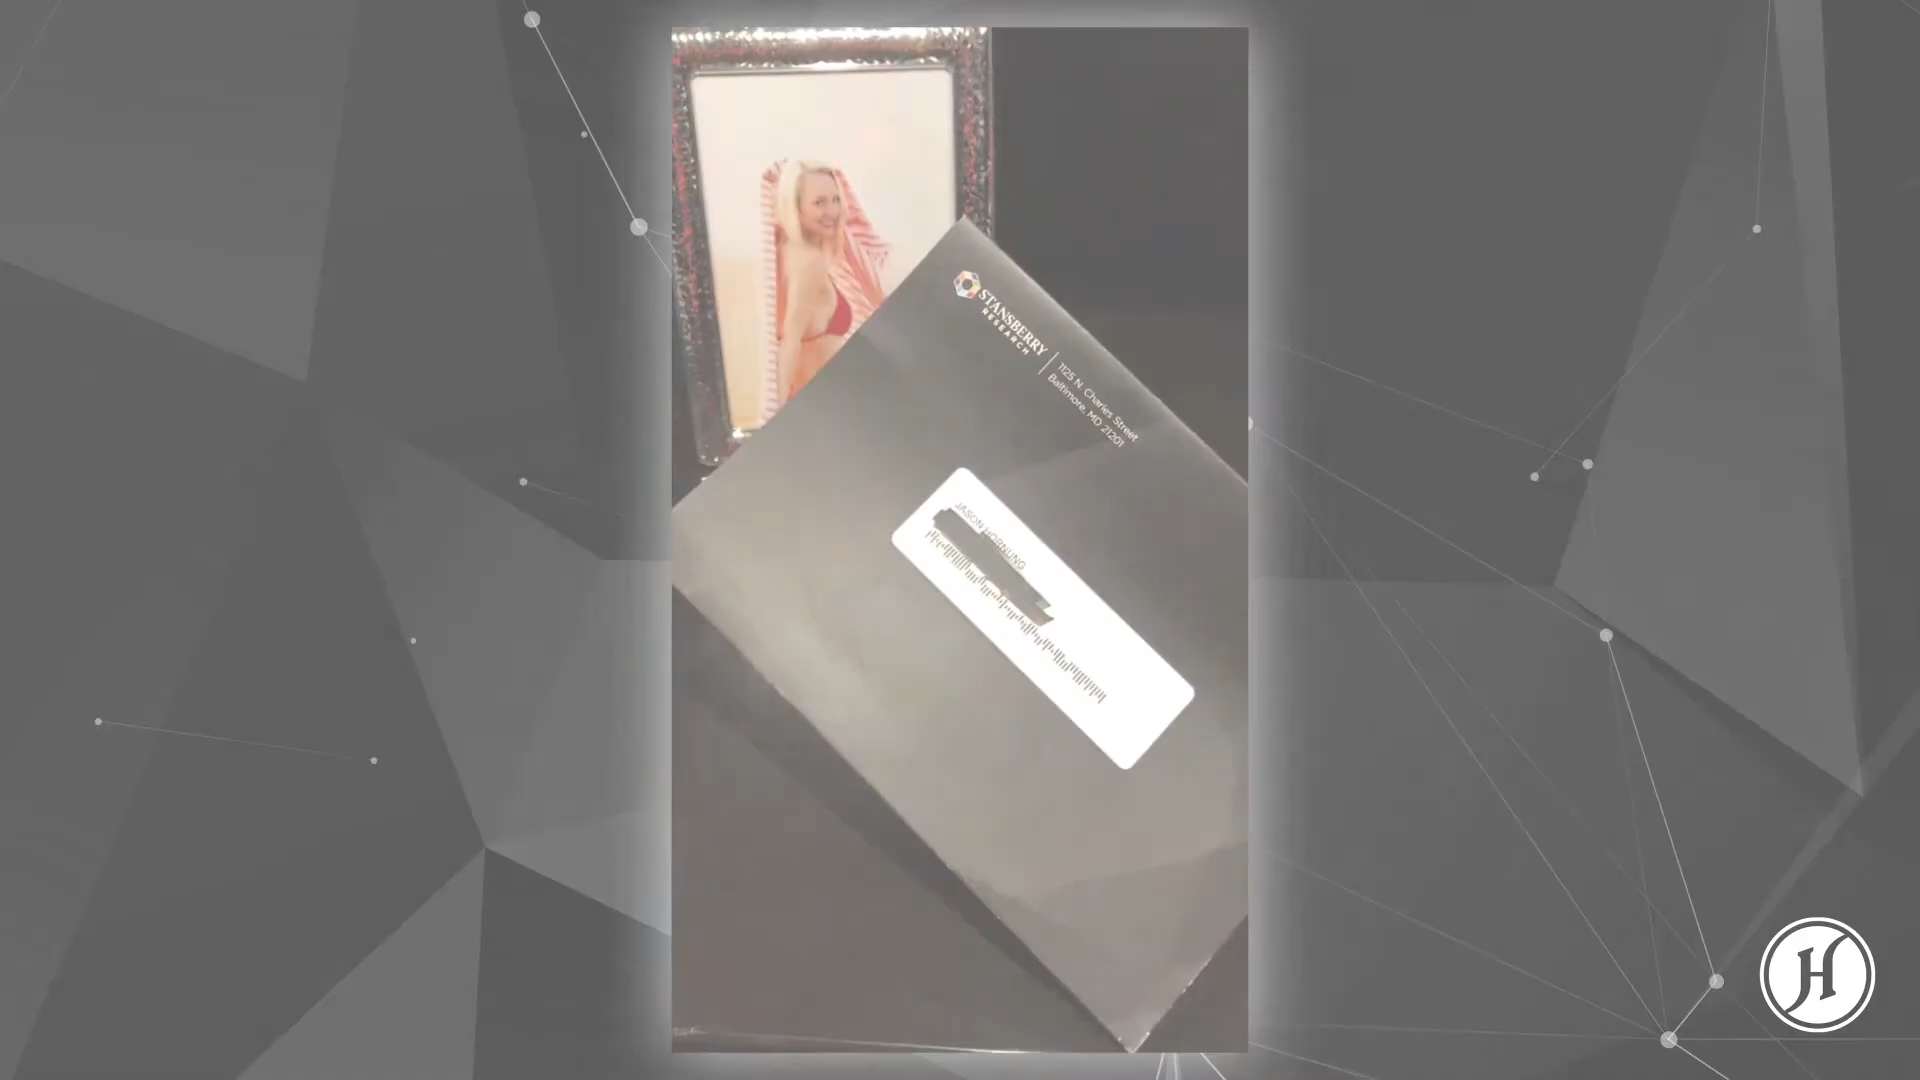 STANSBERRY
RESEARCH
1125 N. Charles Street
Baltimore, MD 21201
JASON HORNUNG
H